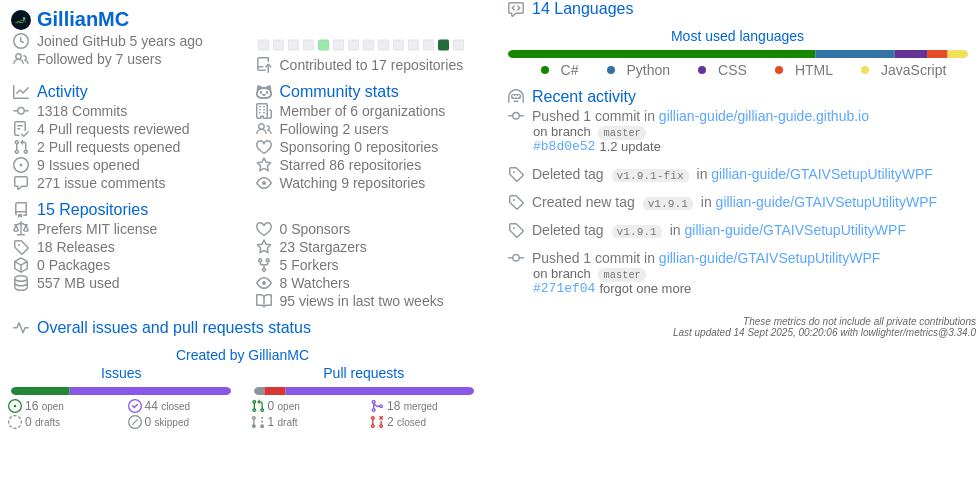 GillianMC
Joined GitHub 5 years ago
Followed by 7 users
Contributed to 17 repositories
Activity
1318 Commits
4 Pull requests reviewed
2 Pull requests opened
9 Issues opened
271 issue comments
Community stats
Member of 6 organizations
Following 2 users
Sponsoring 0 repositories
Starred 86 repositories
Watching 9 repositories
15 Repositories
Prefers MIT license
18 Releases
0 Packages
557 MB used
0 Sponsors
23 Stargazers
5 Forkers
8 Watchers
95 views in last two weeks
Overall issues and pull requests status
Created by GillianMC
Issues
16 open
44 closed
0 drafts
0 skipped
Pull requests
0 open
18 merged
1 draft
2 closed
14 Languages
Most used languages
C# Python CSS HTML JavaScript
Recent activity
Pushed 1 commit in gillian-guide/gillian-guide.github.io
on branch master
#b8d0e52 1.2 update
Deleted tag v1.9.1-fix in gillian-guide/GTAIVSetupUtilityWPF
Created new tag v1.9.1 in gillian-guide/GTAIVSetupUtilityWPF
Deleted tag v1.9.1 in gillian-guide/GTAIVSetupUtilityWPF
Pushed 1 commit in gillian-guide/GTAIVSetupUtilityWPF
on branch master
#271ef04 forgot one more
These metrics do not include all private contributions
Last updated 14 Sept 2025, 00:20:06 with lowlighter/metrics@3.34.0